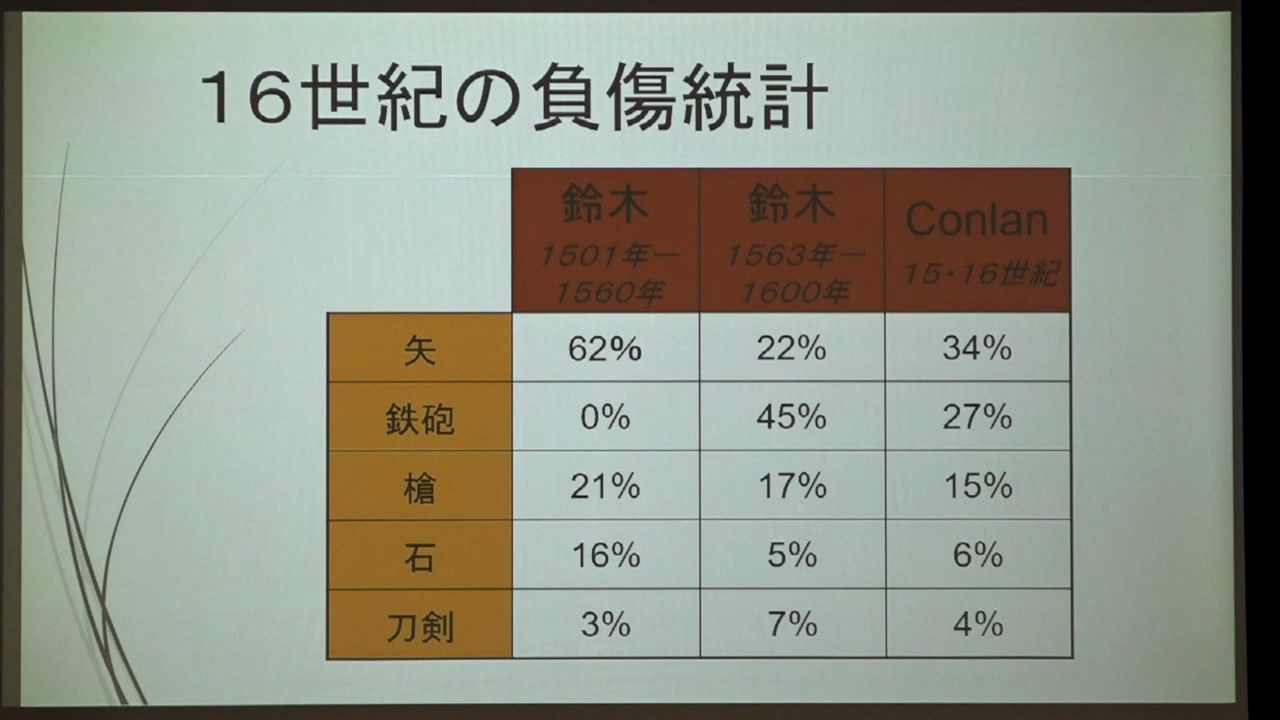 １６世紀の負傷統計
鈴木 鈴木 Conlan
1501年－ 1563年－ 15・16世紀
1560年 1600年
矢 62% 22% 34%
鉄砲 0% 45% 27%
槍 21% 17% 15%
石 16% 5% 6%
刀剣 3% 7% 4%